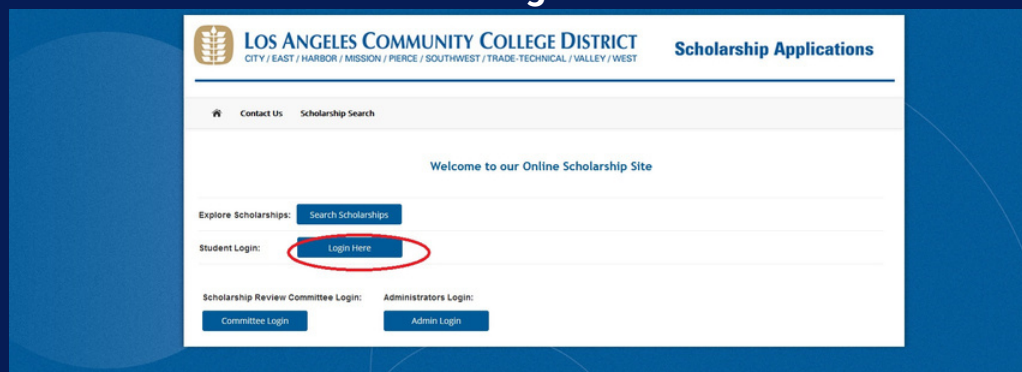 LOS ANGELES COMMUNITY COLLEGE DISTRICT
CITY / EAST / HARBOR / MISSION / PIERCE / SOUTHWEST / TRADE-TECHNICAL / VALLEY / WEST
Scholarship Applications
Contact Us Scholarship Search
Welcome to our Online Scholarship Site
Explore Scholarships: Search Scholarships
Student Login: Login Here
Scholarship Review Committee Login: Administrators Login:
Committee Login Admin Login